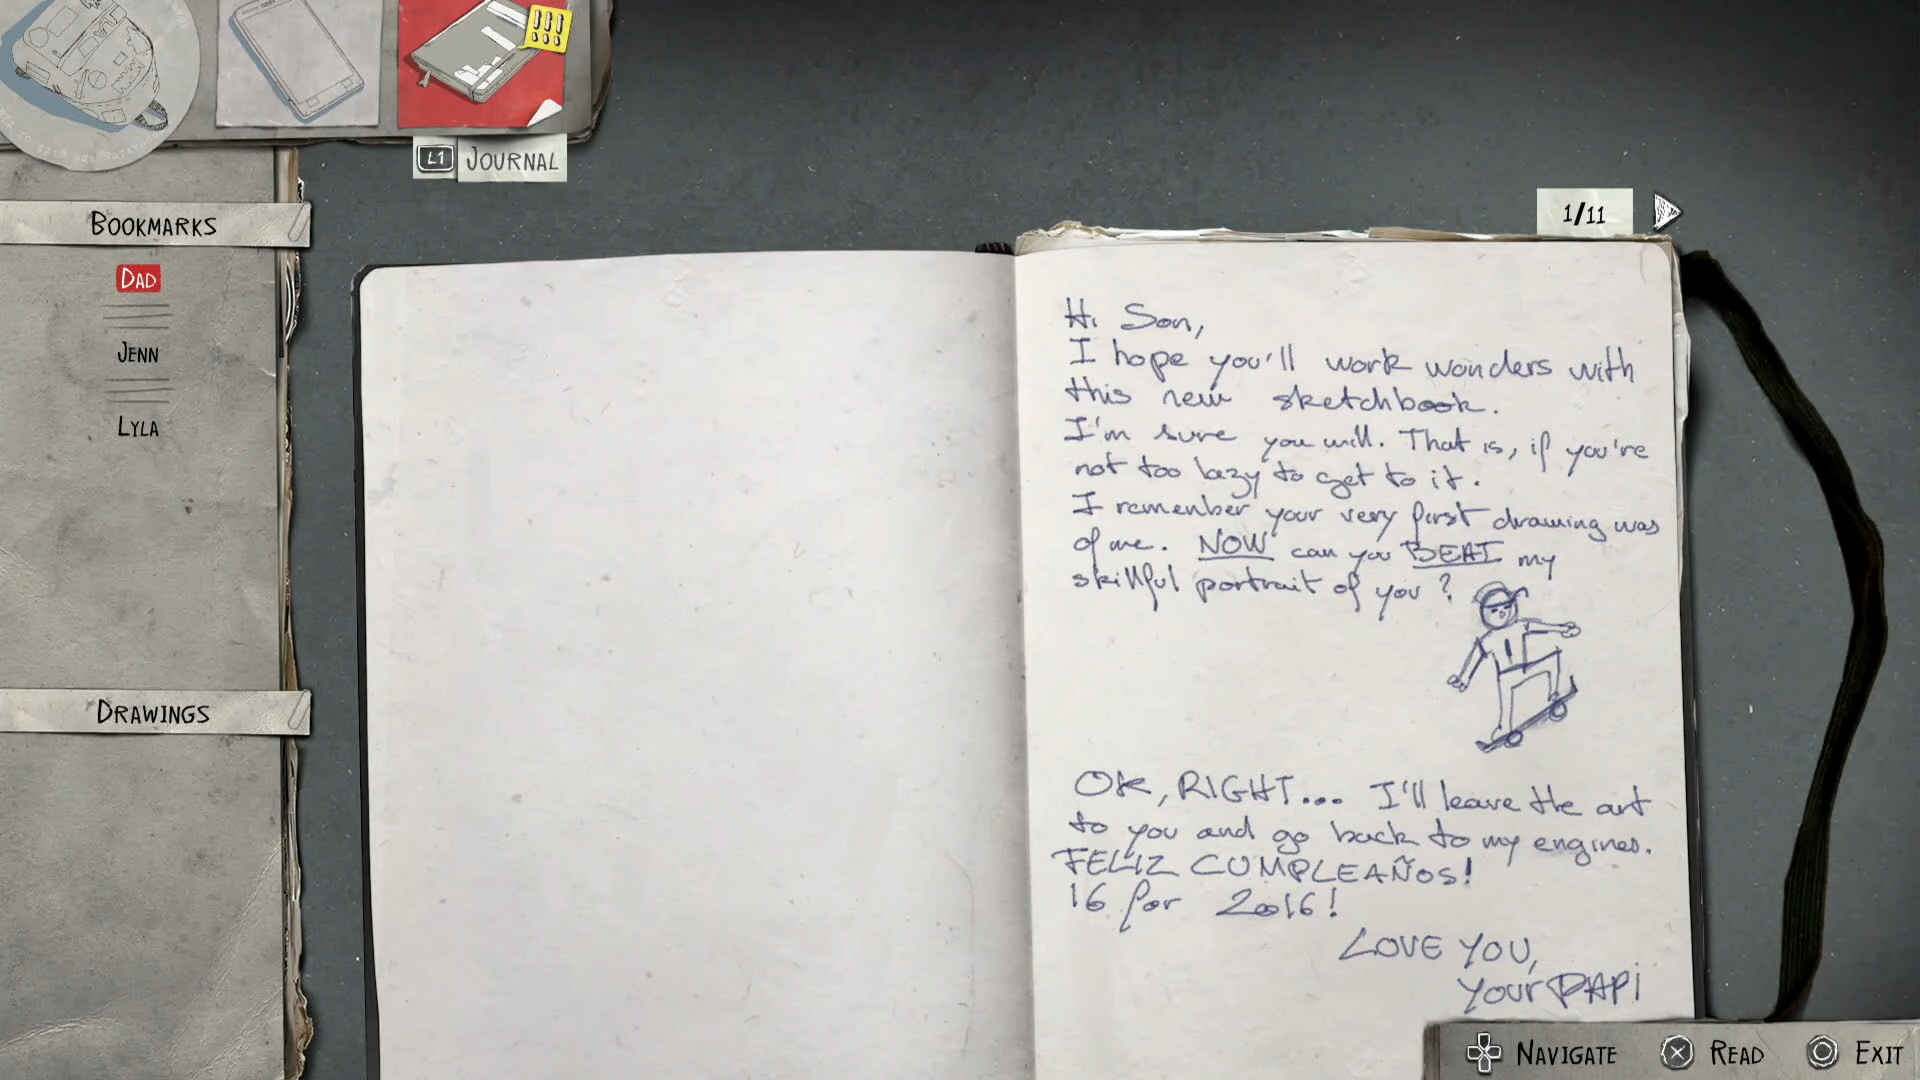 L1 JOURNAL
BOOKMARKS
DAD
JENN
LYLA
DRAWINGS
1/11
Hi Son,
I hope you'll work wonders with
this new sketchbook.
I'm sure you will. That is, if you're
not too lazy to get to it.
I remenber your very first drawing was
of me. NOW can you BEAT my
skillful portrait of you?
OK, RIGHT... I'll leave the art
to you and go back to my engines.
FELIZ CUMPLEAÑOS!
16 for 2016!
LOVE YOU,
your PAPI
NAVIGATE READ EXIT